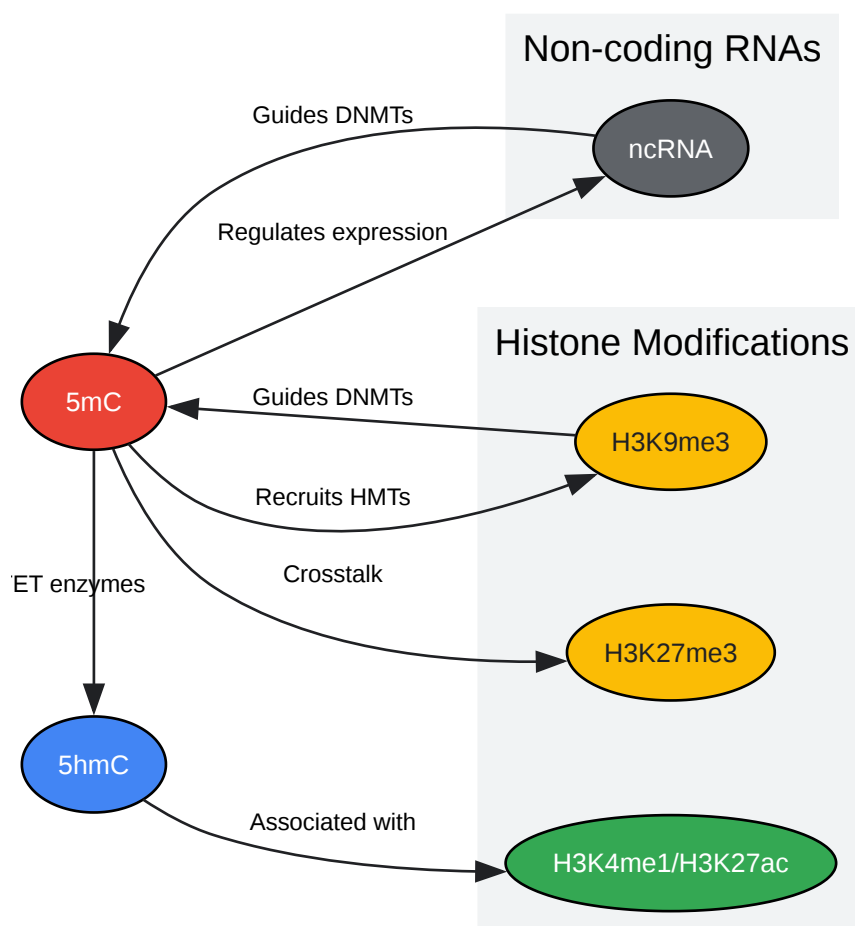 Non-coding RNAs
Guides DNMTs
ncRNA
Regulates expression
Histone Modifications
5mC
Guides DNMTs
H3K9me3
Recruits HMTs
Crosstalk
enzymes
H3K27me3
5hmC
Associated with
H3K4me1/H3K27ac